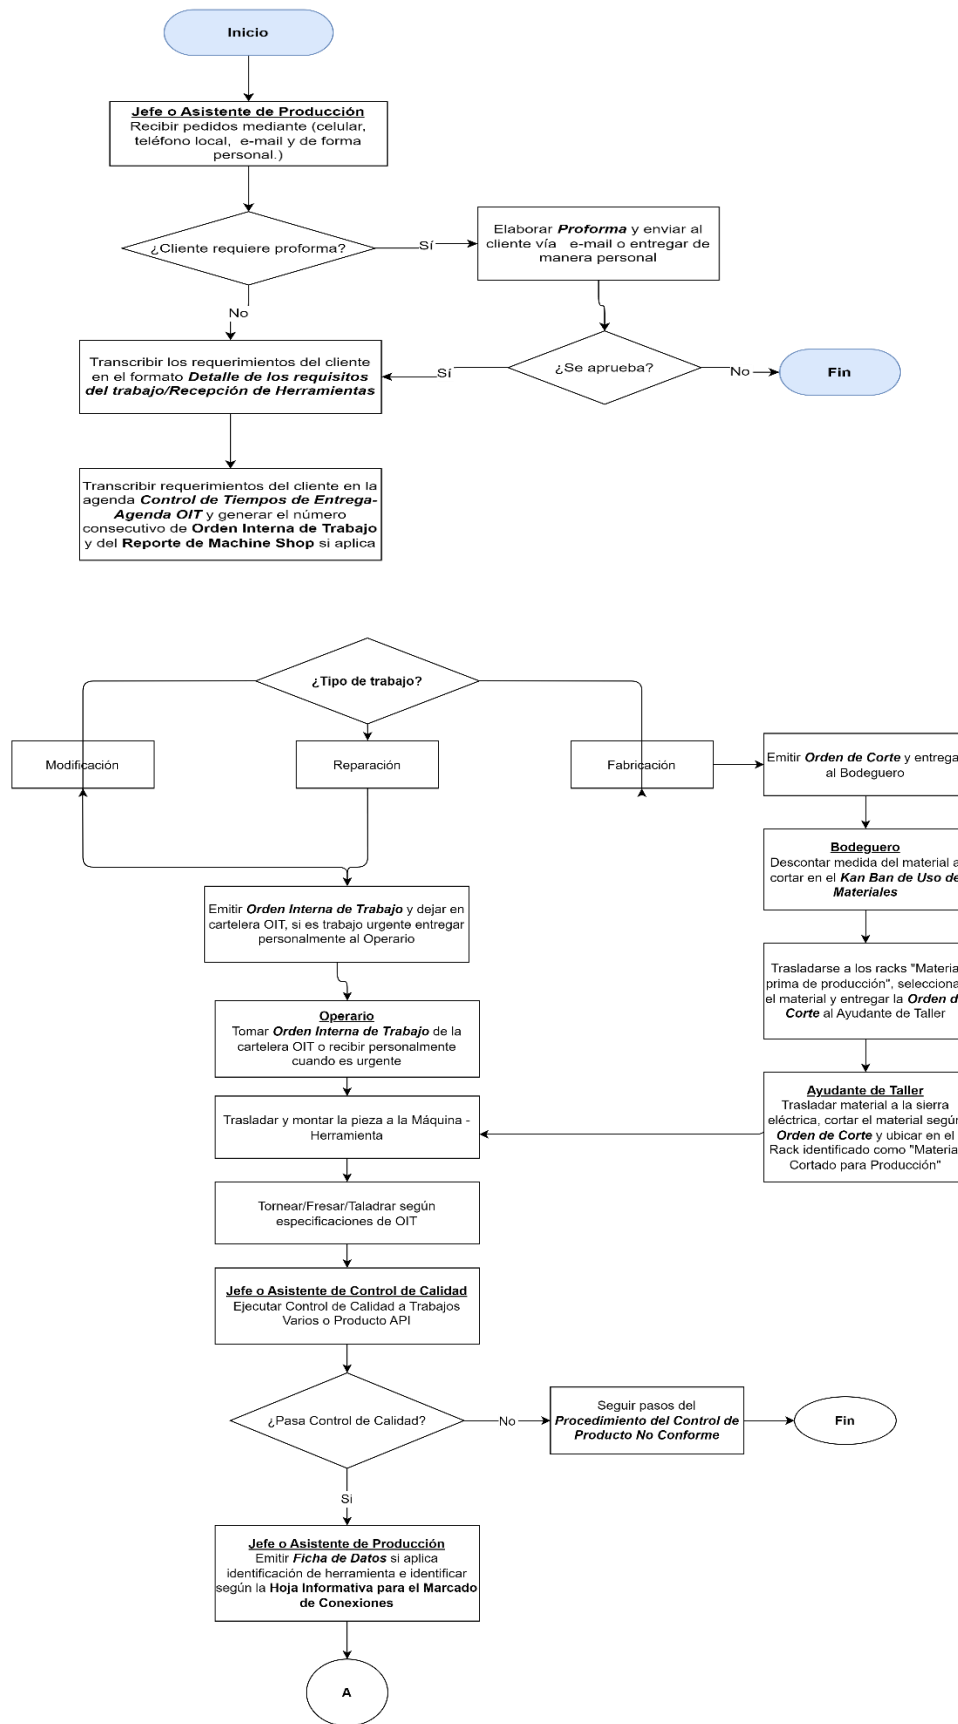 Inicio
Jefe o Asistente de Producción
Recibir pedidos mediante (celular,
teléfono local, e-mail y de forma
personal.)
¿Cliente requiere proforma?
Sí
Elaborar Proforma y enviar al
cliente vía e-mail o entregar de
manera personal
No
Transcribir los requerimientos del cliente
en el formato Detalle de los requisitos
del trabajo/Recepción de Herramientas
Sí
¿Se aprueba?
No
Fin
Transcribir requerimientos del cliente en la
agenda Control de Tiempos de Entrega-
Agenda OIT y generar el número
consecutivo de Orden Interna de Trabajo
y del Reporte de Machine Shop si aplica
¿Tipo de trabajo?
Modificación
Reparación
Fabricación
Emitir Orden de Corte y entrega
al Bodeguero
Bodeguero
Descontar medida del material a
cortar en el Kan Ban de Uso de
Materiales
Emitir Orden Interna de Trabajo y dejar en
cartelera OIT, si es trabajo urgente entregar
personalmente al Operario
Trasladarse a los racks "Materia
prima de producción", selecciona
el material y entregar la Orden d
Corte al Ayudante de Taller
Operario
Tomar Orden Interna de Trabajo de la
cartelera OIT o recibir personalmente
cuando es urgente
Ayudante de Taller
Trasladar material a la sierra
eléctrica, cortar el material según
Orden de Corte y ubicar en el
Rack identificado como "Materia
Cortado para Producción"
Trasladar y montar la pieza a la Máquina -
Herramienta
Tornear/Fresar/Taladrar según
especificaciones de OIT
Jefe o Asistente de Control de Calidad
Ejecutar Control de Calidad a Trabajos
Varios o Producto API
¿Pasa Control de Calidad?
No
Seguir pasos del
Procedimiento del Control de
Producto No Conforme
Fin
Si
Jefe o Asistente de Producción
Emitir Ficha de Datos si aplica
identificación de herramienta e identificar
según la Hoja Informativa para el Marcado
de Conexiones
A